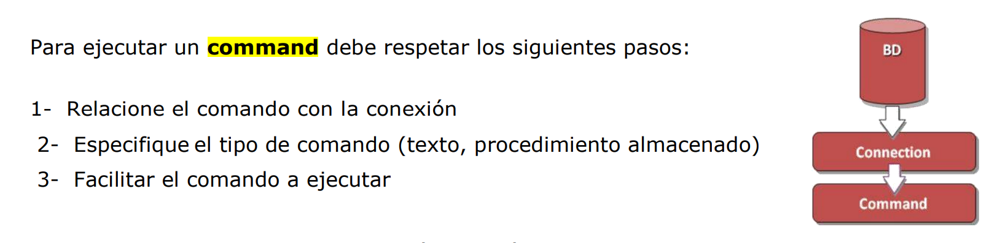 Para ejecutar un command debe respetar los siguientes pasos:
1- Relacione el comando con la conexión
2- Especifique el tipo de comando (texto, procedimiento almacenado)
3- Facilitar el comando a ejecutar
BD
Connection
Command